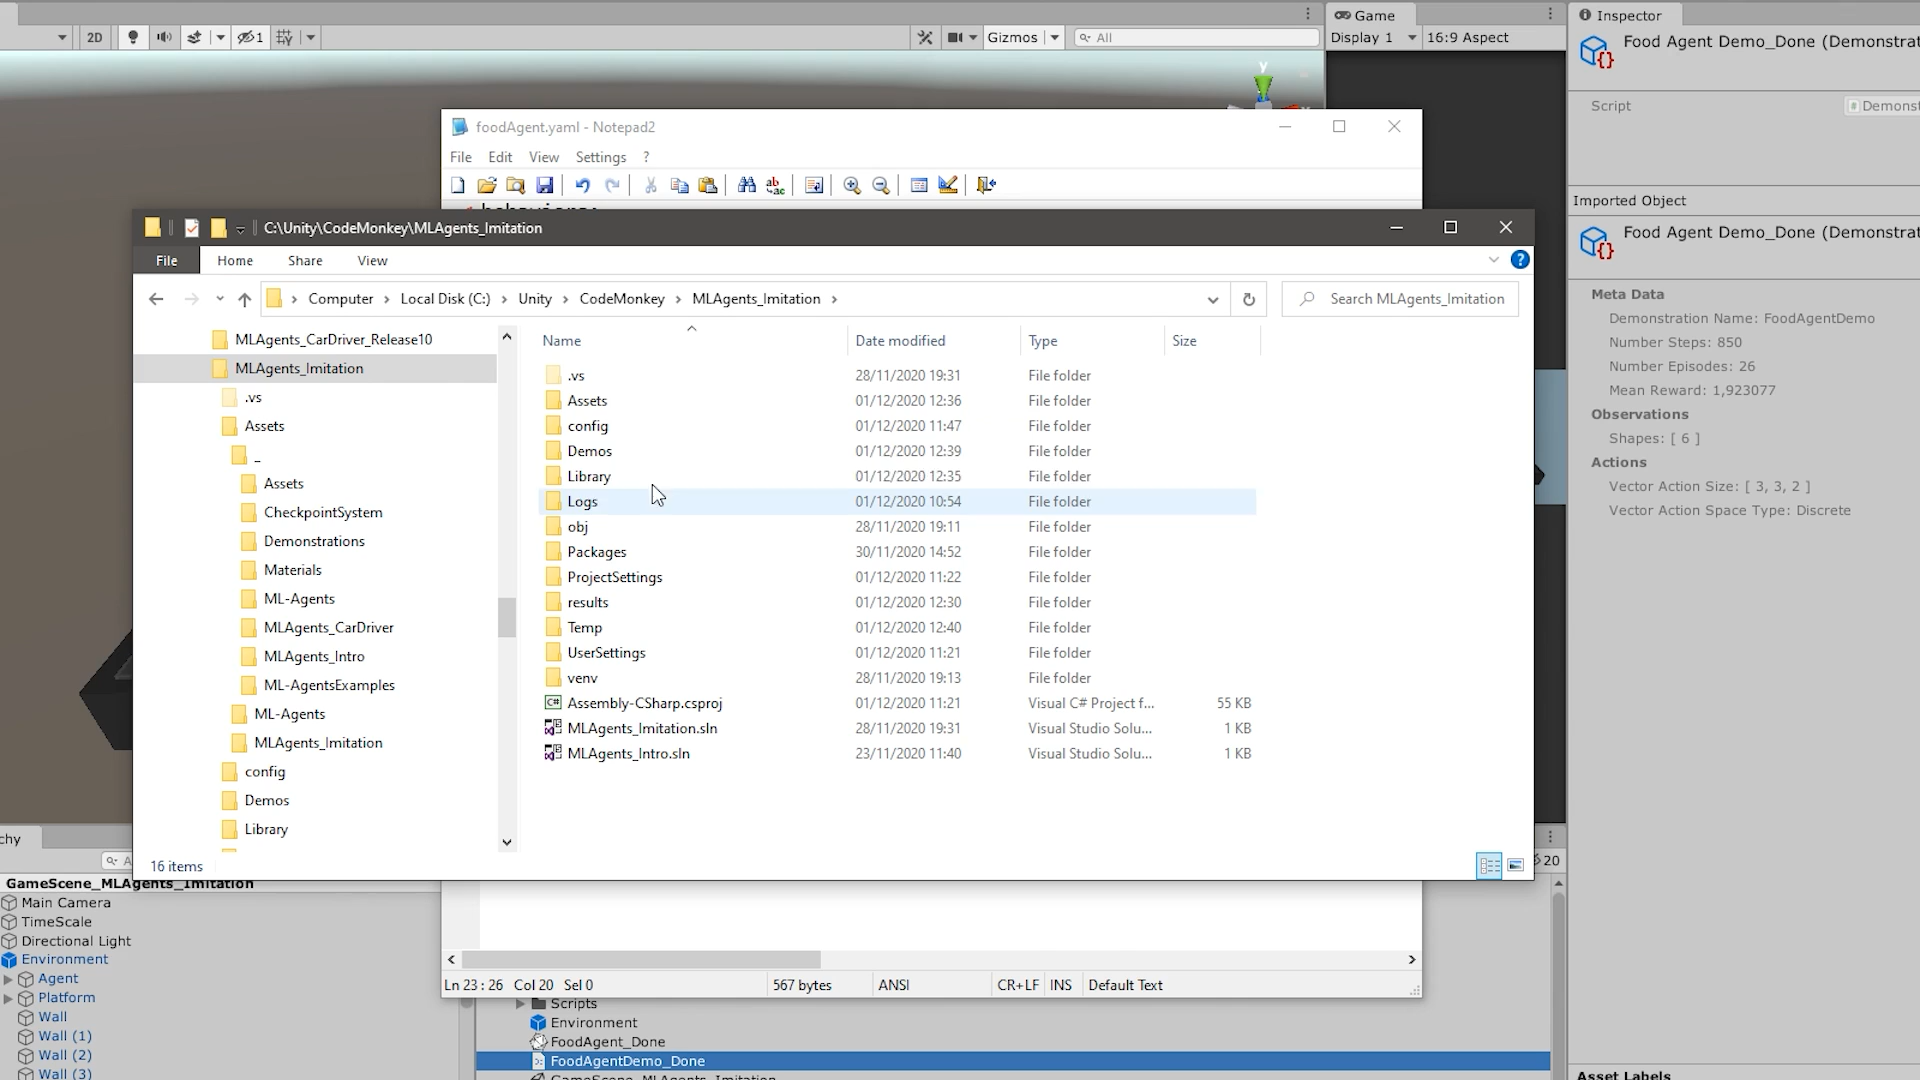 2D
1
Gizmos
All
Game
Display 1
16:9 Aspect
Inspector
Food Agent Demo_Done (Demonstrat
Script
Demonst
Imported Object
Food Agent Demo_Done (Demonstrat
Meta Data
Demonstration Name: FoodAgentDemo
Number Steps: 850
Number Episodes: 26
Mean Reward: 1,923077
Observations
Shapes: [ 6 ]
Actions
Vector Action Size: [ 3, 3, 2 ]
Vector Action Space Type: Discrete
Asset Labels
y
foodAgent.yaml - Notepad2
File Edit View Settings ?
behaviors:
C:\Unity\CodeMonkey\MLAgents_Imitation
File Home Share View
Computer Local Disk (C:) Unity CodeMonkey MLAgents_Imitation
Search MLAgents_Imitation
MLAgents_CarDriver_Release10
MLAgents_Imitation
.vs
Assets
_
Assets
CheckpointSystem
Demonstrations
Materials
ML-Agents
MLAgents_CarDriver
MLAgents_Intro
ML-AgentsExamples
ML-Agents
MLAgents_Imitation
config
Demos
Library
Name Date modified Type Size
.vs 28/11/2020 19:31 File folder
Assets 01/12/2020 12:36 File folder
config 01/12/2020 11:47 File folder
Demos 01/12/2020 12:39 File folder
Library 01/12/2020 12:35 File folder
Logs 01/12/2020 10:54 File folder
obj 28/11/2020 19:11 File folder
Packages 30/11/2020 14:52 File folder
ProjectSettings 01/12/2020 11:22 File folder
results 01/12/2020 12:30 File folder
Temp 01/12/2020 12:40 File folder
UserSettings 01/12/2020 11:21 File folder
venv 28/11/2020 19:13 File folder
Assembly-CSharp.csproj 01/12/2020 11:21 Visual C# Project f... 55 KB
MLAgents_Imitation.sln 28/11/2020 19:31 Visual Studio Solu... 1 KB
MLAgents_Intro.sln 23/11/2020 11:40 Visual Studio Solu... 1 KB
16 items
20
chy
A
GameScene_MLAgents_Imitation
Main Camera
TimeScale
Directional Light
Environment
Agent
Platform
Wall
Wall (1)
Wall (2)
Wall (3)
Ln 23 : 26 Col 20 Sel 0 567 bytes ANSI CR+LF INS Default Text
Scripts
Environment
FoodAgent_Done
FoodAgentDemo_Done
GameScene_MLAgents_Imitation